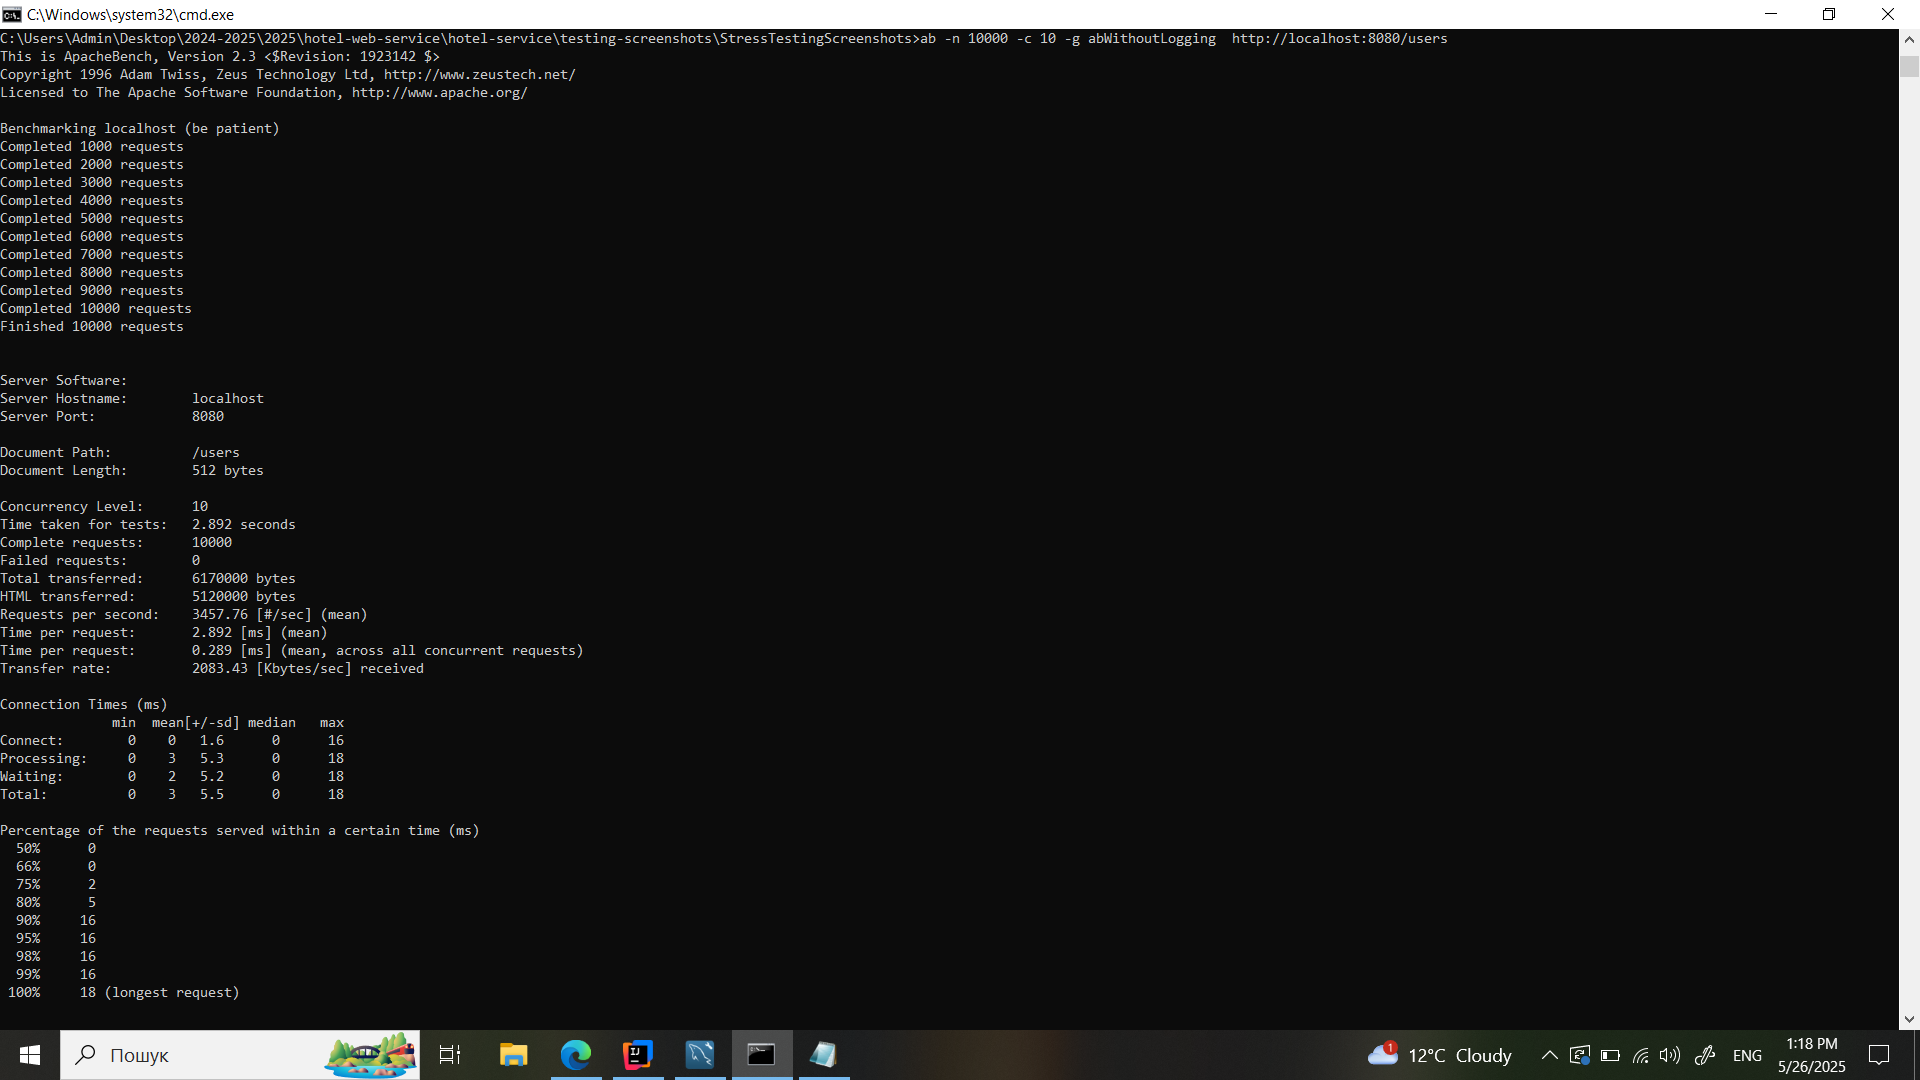 C:\Windows\system32\cmd.exe
C:\Users\Admin\Desktop\2024-2025\2025\hotel-web-service\hotel-service\testing-screenshots\StressTestingScreenshots>ab -n 10000 -c 10 -g abWithoutLogging  http://localhost:8080/users
This is ApacheBench, Version 2.3 <$Revision: 1923142 $>
Copyright 1996 Adam Twiss, Zeus Technology Ltd, http://www.zeustech.net/
Licensed to The Apache Software Foundation, http://www.apache.org/

Benchmarking localhost (be patient)
Completed 1000 requests
Completed 2000 requests
Completed 3000 requests
Completed 4000 requests
Completed 5000 requests
Completed 6000 requests
Completed 7000 requests
Completed 8000 requests
Completed 9000 requests
Completed 10000 requests
Finished 10000 requests

Server Software:
Server Hostname:        localhost
Server Port:            8080

Document Path:          /users
Document Length:        512 bytes

Concurrency Level:      10
Time taken for tests:   2.892 seconds
Complete requests:      10000
Failed requests:        0
Total transferred:      6170000 bytes
HTML transferred:       5120000 bytes
Requests per second:    3457.76 [#/sec] (mean)
Time per request:       2.892 [ms] (mean)
Time per request:       0.289 [ms] (mean, across all concurrent requests)
Transfer rate:          2083.43 [Kbytes/sec] received

Connection Times (ms)
              min  mean[+/-sd] median   max
Connect:        0    0   1.6      0      16
Processing:     0    3   5.3      0      18
Waiting:        0    2   5.2      0      18
Total:          0    3   5.5      0      18

Percentage of the requests served within a certain time (ms)
  50%      0
  66%      0
  75%      2
  80%      5
  90%     16
  95%     16
  98%     16
  99%     16
 100%     18 (longest request)
Пошук
1
12°C Cloudy
ENG
1:18 PM
5/26/2025